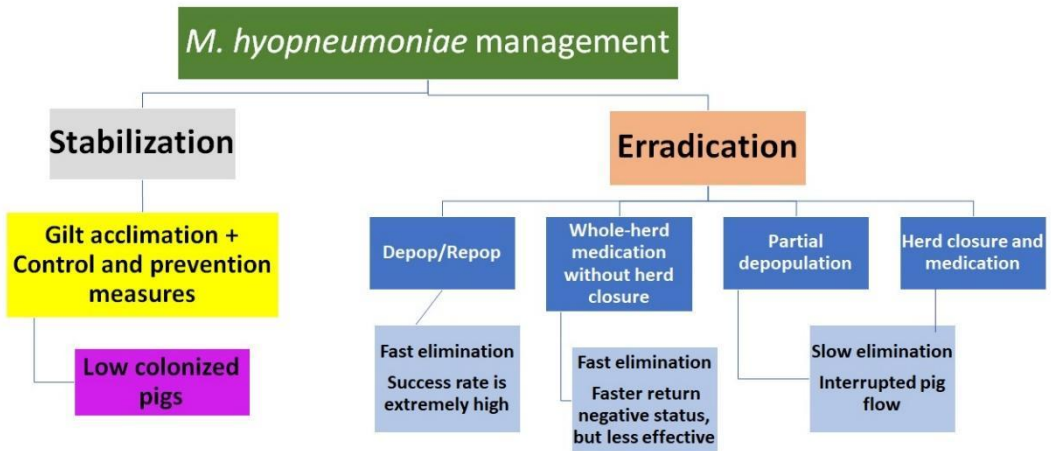 M. hyopneumoniae management
Stabilization
Erradication
Gilt acclimation +
Control and prevention
measures
Low colonized
pigs
Depop/Repop
Whole-herd
medication
without herd
closure
Partial
depopulation
Herd closure and
medication
Fast elimination
Success rate is
extremely high
Fast elimination
Faster return
negative status,
but less effective
Slow elimination
Interrupted pig
flow